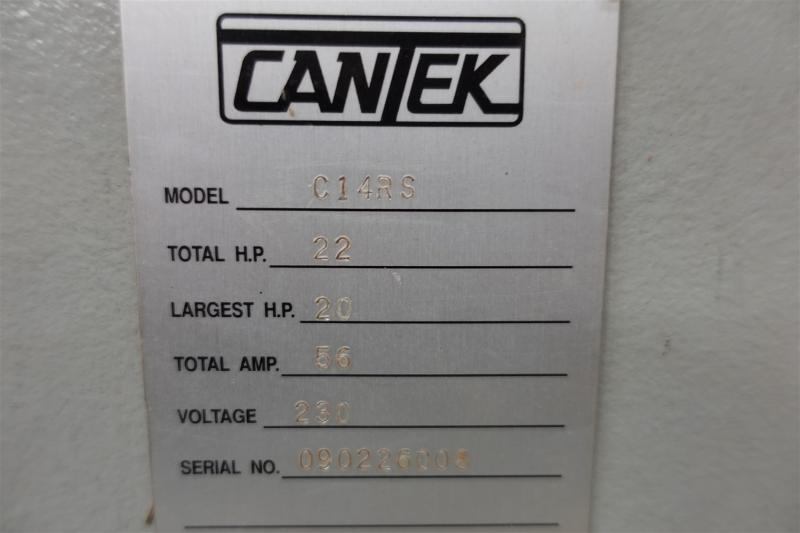 CANTEK
MODEL C14RS
TOTAL H.P. 22
LARGEST H.P. 20
TOTAL AMP. 56
VOLTAGE 230
SERIAL NO. 090226008